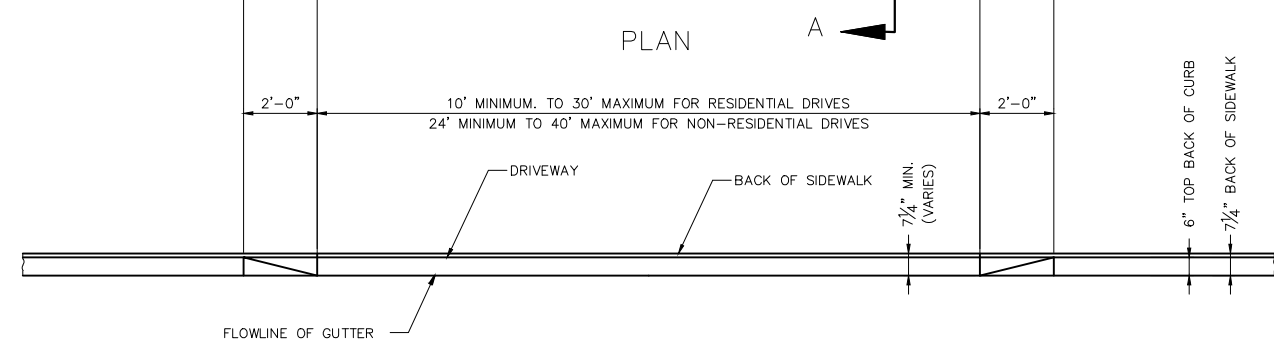 PLAN
A
2'-0"
10' MINIMUM. TO 30' MAXIMUM FOR RESIDENTIAL DRIVES
24' MINIMUM TO 40' MAXIMUM FOR NON-RESIDENTIAL DRIVES
2'-0"
DRIVEWAY
BACK OF SIDEWALK
7¼" MIN.
(VARIES)
6" TOP BACK OF CURB
7¼" BACK OF SIDEWALK
FLOWLINE OF GUTTER